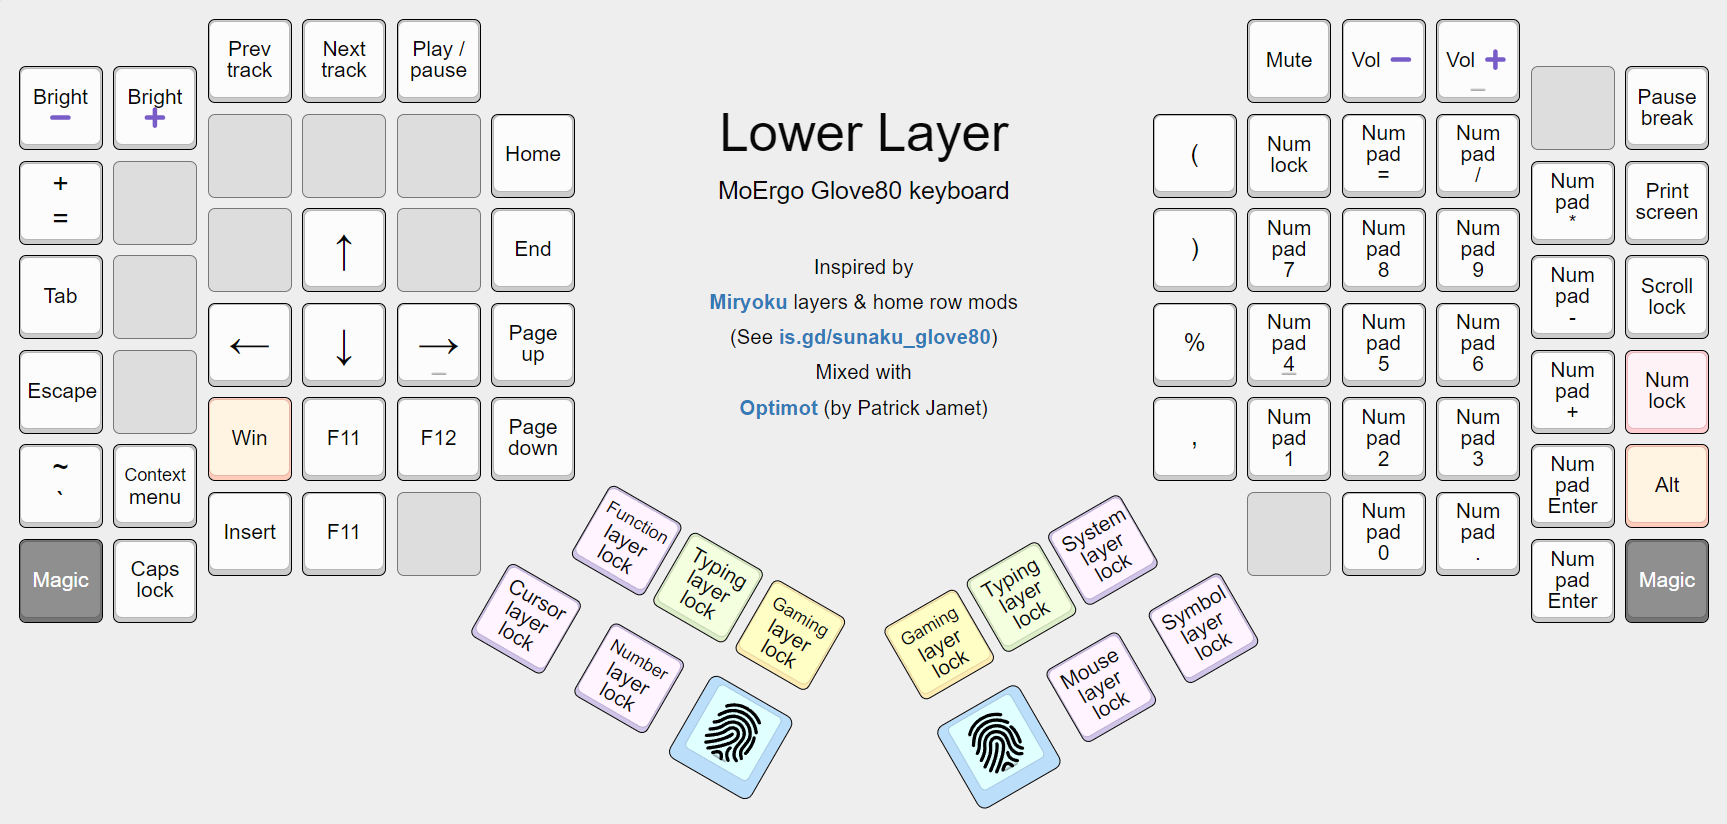 Bright
−
Bright
+
Prev
track
Next
track
Play /
pause
+
=
Home
Tab
↑
End
Escape
←
↓
→
_
Page
up
~
`
Context
menu
Win
F11
F12
Page
down
Magic
Caps
lock
Insert
F11
Function
layer
lock
Typing
layer
lock
Gaming
layer
lock
Cursor
layer
lock
Number
layer
lock
Lower Layer
MoErgo Glove80 keyboard
Inspired by
Miryoku layers & home row mods
(See is.gd/sunaku_glove80)
Mixed with
Optimot (by Patrick Jamet)
Mute
Vol −
Vol +
_
Pause
break
(
Num
lock
Num
pad
=
Num
pad
/
Num
pad
*
Print
screen
)
Num
pad
7
Num
pad
8
Num
pad
9
Num
pad
-
Scroll
lock
%
Num
pad
4
_
Num
pad
5
Num
pad
6
Num
pad
+
Num
lock
,
Num
pad
1
Num
pad
2
Num
pad
3
Num
pad
Enter
Alt
Num
pad
0
Num
pad
.
Num
pad
Enter
Magic
System
layer
lock
Typing
layer
lock
Gaming
layer
lock
Symbol
layer
lock
Mouse
layer
lock